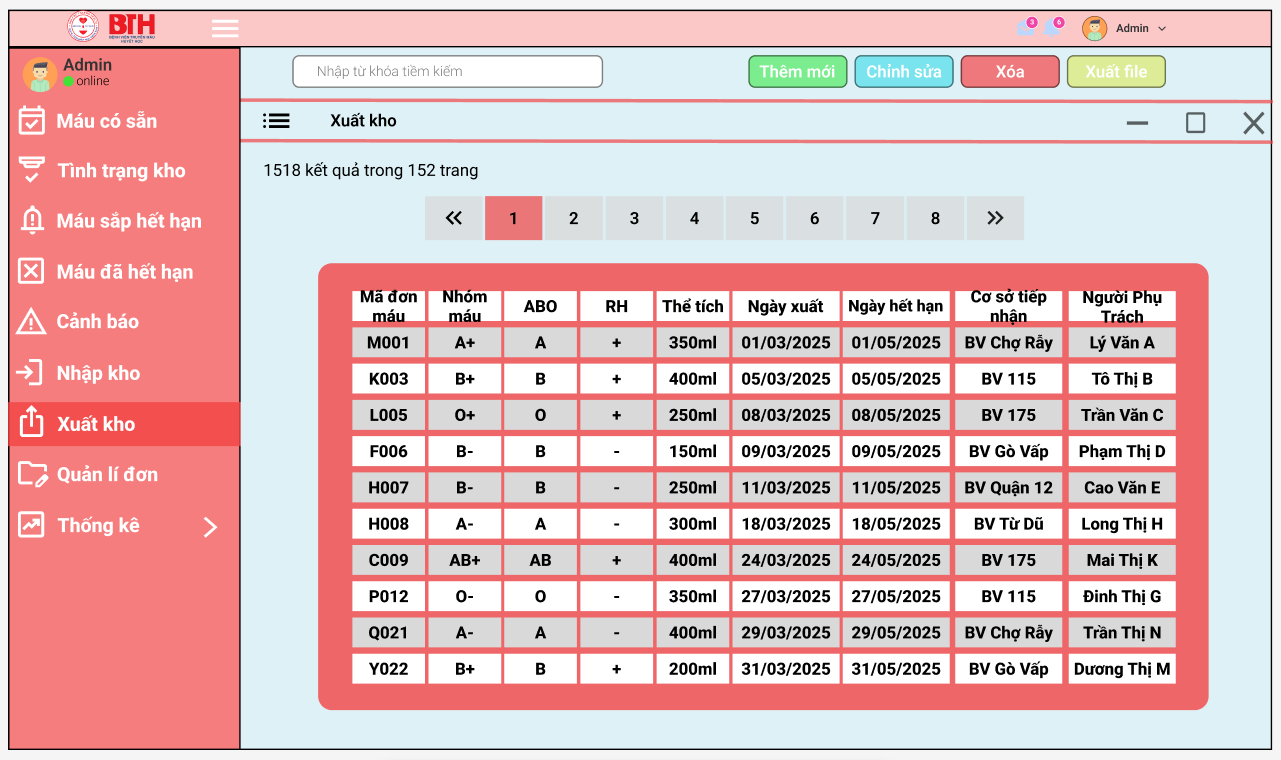 BTH
BỆNH VIỆN TRUYỀN MÁU
HUYẾT HỌC
3
6
Admin
Admin
online
Máu có sẵn
Tình trạng kho
Máu sắp hết hạn
Máu đã hết hạn
Cảnh báo
Nhập kho
Xuất kho
Quản lí đơn
Thống kê
Nhập từ khóa tiềm kiếm
Thêm mới
Chỉnh sửa
Xóa
Xuất file
Xuất kho
1518 kết quả trong 152 trang
« 1 2 3 4 5 6 7 8 »
Mã đơn máu Nhóm máu ABO RH Thể tích Ngày xuất Ngày hết hạn Cơ sở tiếp nhận Người Phụ Trách
M001 A+ A + 350ml 01/03/2025 01/05/2025 BV Chợ Rẫy Lý Văn A
K003 B+ B + 400ml 05/03/2025 05/05/2025 BV 115 Tô Thị B
L005 O+ O + 250ml 08/03/2025 08/05/2025 BV 175 Trần Văn C
F006 B- B - 150ml 09/03/2025 09/05/2025 BV Gò Vấp Phạm Thị D
H007 B- B - 250ml 11/03/2025 11/05/2025 BV Quận 12 Cao Văn E
H008 A- A - 300ml 18/03/2025 18/05/2025 BV Từ Dũ Long Thị H
C009 AB+ AB + 400ml 24/03/2025 24/05/2025 BV 175 Mai Thị K
P012 O- O - 350ml 27/03/2025 27/05/2025 BV 115 Đinh Thị G
Q021 A- A - 400ml 29/03/2025 29/05/2025 BV Chợ Rẫy Trần Thị N
Y022 B+ B + 200ml 31/03/2025 31/05/2025 BV Gò Vấp Dương Thị M